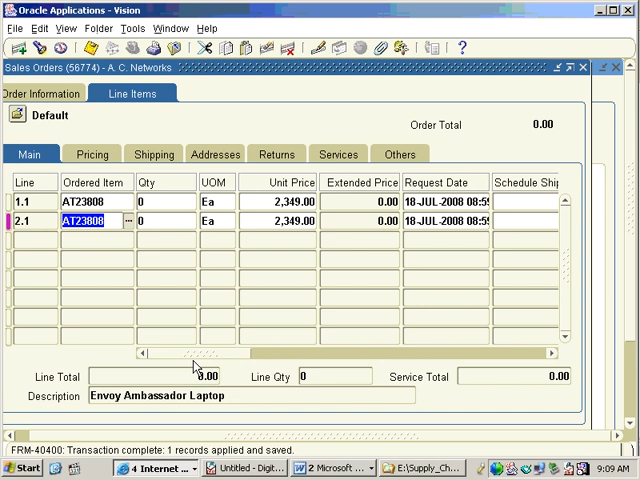 Oracle Applications - Vision
File Edit View Folder Tools Window Help
Sales Orders (56774) - A. C. Networks
Order Information Line Items
Default
Order Total 0.00
Main Pricing Shipping Addresses Returns Services Others
Line Ordered Item Qty UOM Unit Price Extended Price Request Date Schedule Ship
1.1 AT23808 0 Ea 2,349.00 0.00 18-JUL-2008 08:59
2.1 AT23808 ... 0 Ea 2,349.00 0.00 18-JUL-2008 08:59
Line Total 0.00 Line Qty 0 Service Total 0.00
Description Envoy Ambassador Laptop
FRM-40400: Transaction complete: 1 records applied and saved.
Start 4 Internet ... Untitled - Digit... 2 Microsoft ... E:\Supply_Ch... 9:09 AM